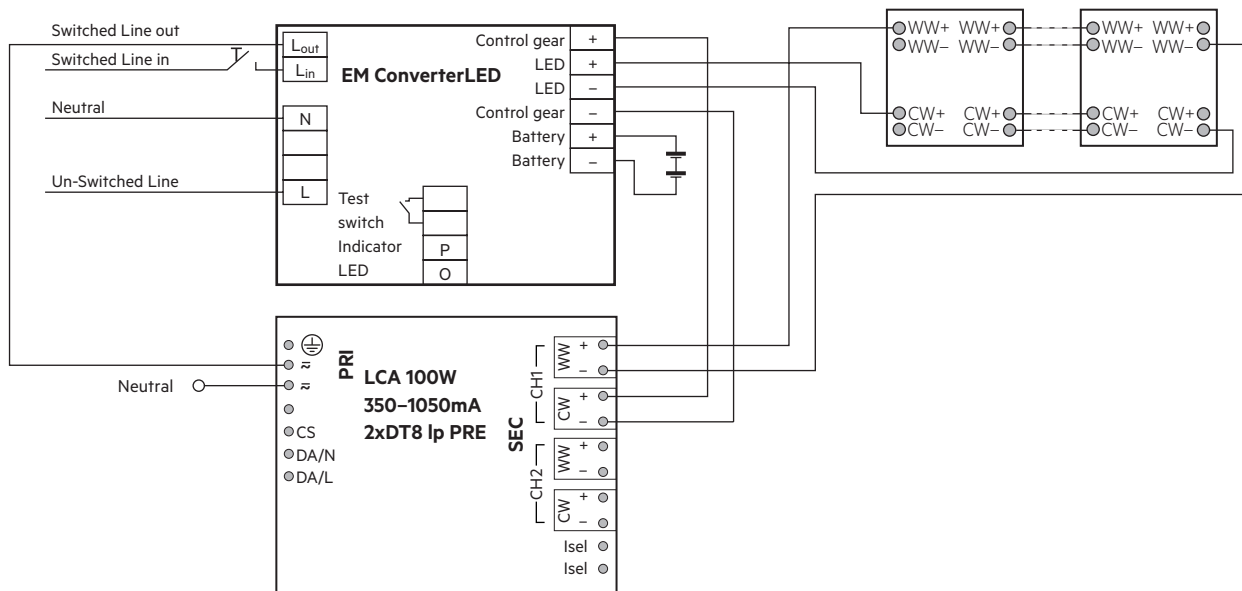 Switched Line out
Switched Line in
Neutral
Un-Switched Line
Lout
Lin
N
L
EM ConverterLED
Control gear +
LED +
LED −
Control gear −
Battery +
Battery −
Test
switch
Indicator P
LED O
WW+ WW+ WW+ WW+
WW− WW− WW− WW−
CW+ CW+ CW+ CW+
CW− CW− CW− CW−
Neutral
PRI
LCA 100W
350–1050mA
2xDT8 lp PRE
CS
DA/N
DA/L
SEC
CH1
WW + −
CW + −
CH2
WW + −
CW + −
Isel
Isel